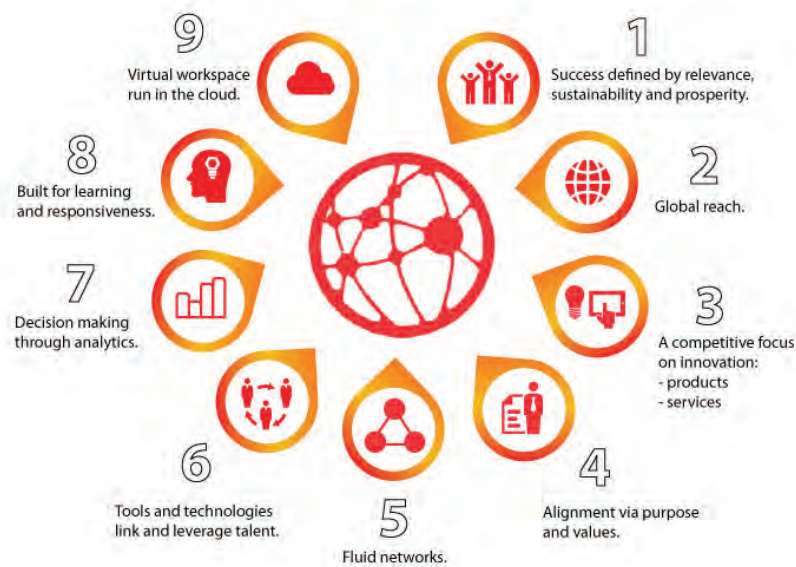 1
Success defined by relevance,
sustainability and prosperity.
2
Global reach.
3
A competitive focus
on innovation:
- products
- services
4
Alignment via purpose
and values.
5
Fluid networks.
6
Tools and technologies
link and leverage talent.
7
Decision making
through analytics.
8
Built for learning
and responsiveness.
9
Virtual workspace
run in the cloud.